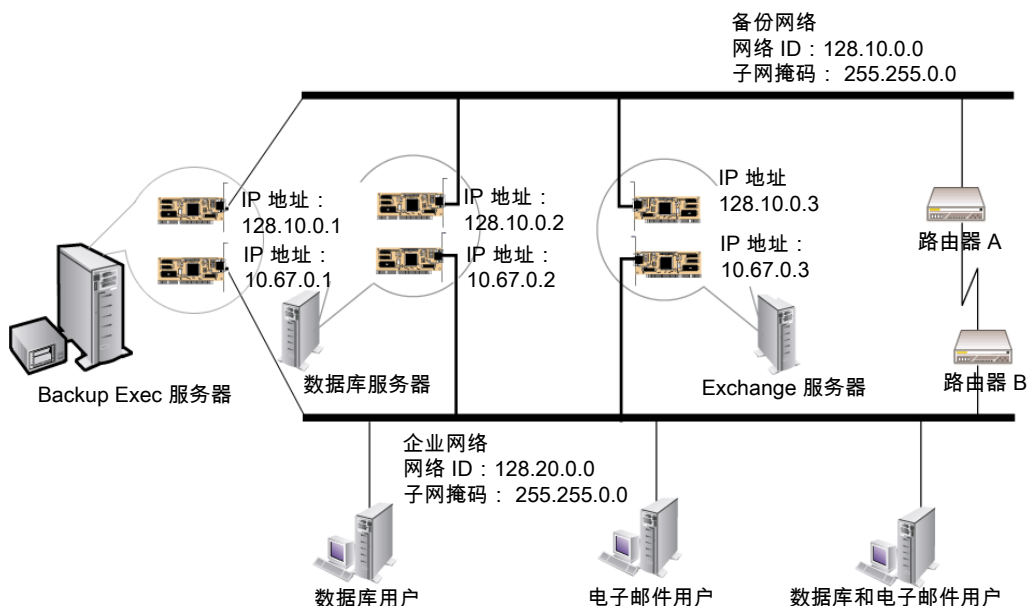 备份网络
网络 ID：128.10.0.0
子网掩码： 255.255.0.0
IP 地址：
128.10.0.1
IP 地址：
128.10.0.2
IP 地址
128.10.0.3
IP 地址：
10.67.0.1
IP 地址：
10.67.0.2
IP 地址：
10.67.0.3
路由器 A
Backup Exec 服务器
数据库服务器
Exchange 服务器
路由器 B
企业网络
网络 ID：128.20.0.0
子网掩码： 255.255.0.0
数据库用户
电子邮件用户
数据库和电子邮件用户